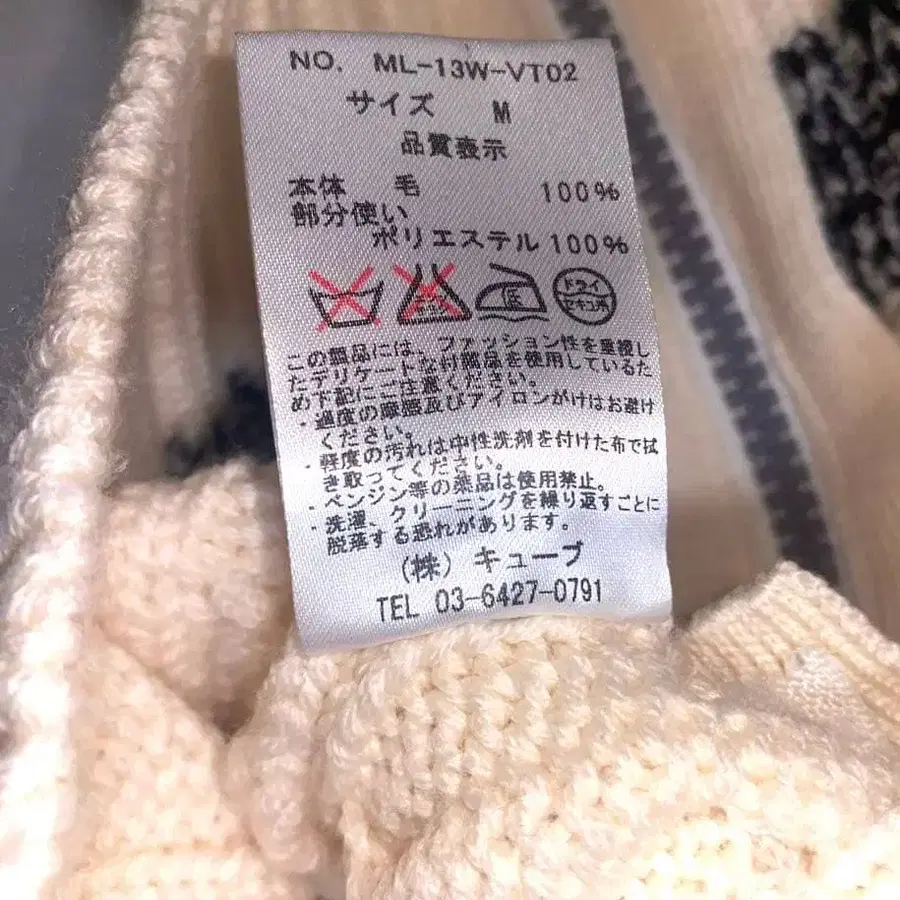 NO. ML-13W-VT02
サイズ M
品質表示
本体 毛 100%
部分使い
ポリエステル 100%
ドライ
セキユ系
この製品には、ファッション性を重視し
たデリケートな付属品を使用しているた
め下記にご注意ください。
・過度の摩擦及びアイロンがけはお避け
ください。
・軽度の汚れは中性洗剤を付けた布で拭
き取ってください。
・ベンジン等の薬品は使用禁止。
・洗濯、クリーニングを繰り返すごとに
脱落する恐れがあります。
(株) キューブ
TEL 03-6427-0791